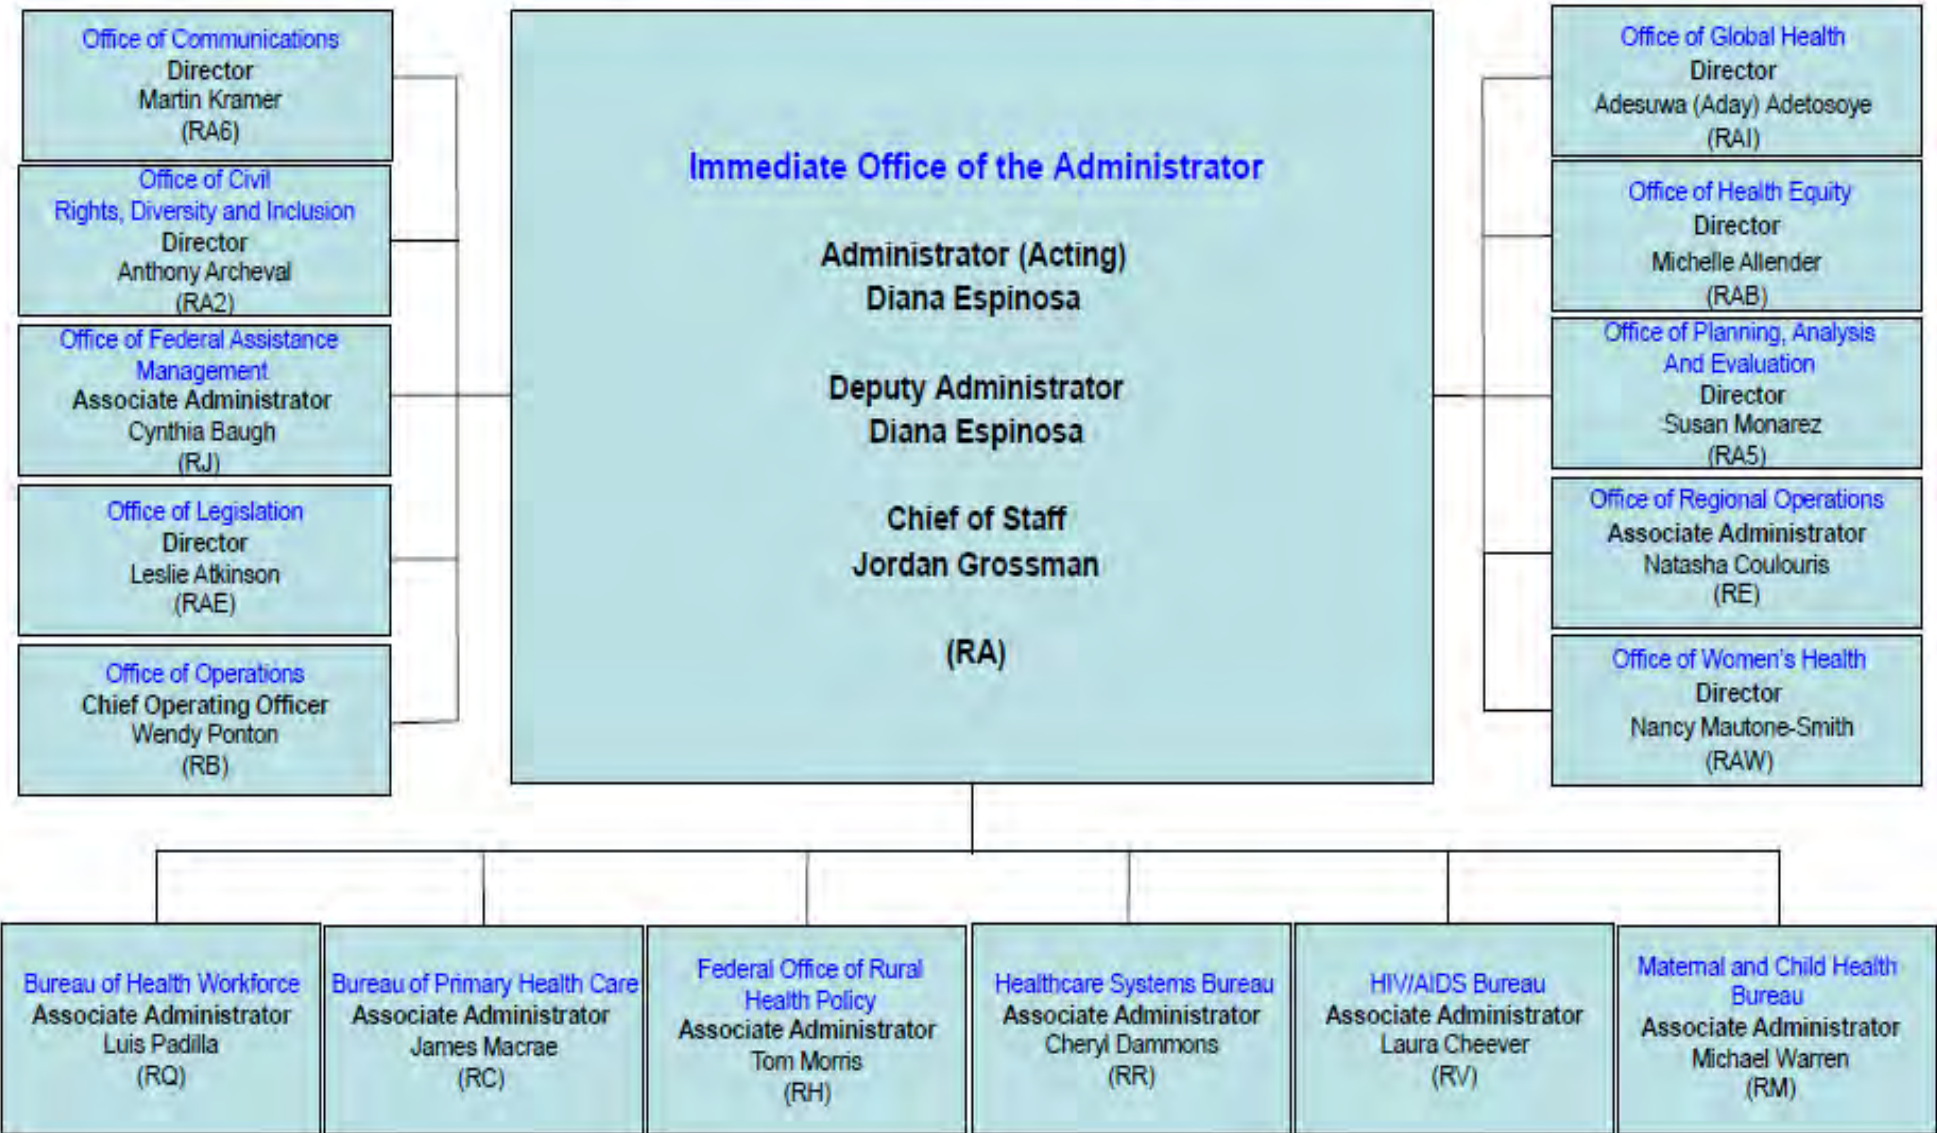 Office of Communications
Director
Martin Kramer
(RA6)
Office of Civil
Rights, Diversity and Inclusion
Director
Anthony Archeval
(RA2)
Office of Federal Assistance
Management
Associate Administrator
Cynthia Baugh
(RJ)
Office of Legislation
Director
Leslie Atkinson
(RAE)
Office of Operations
Chief Operating Officer
Wendy Ponton
(RB)
Immediate Office of the Administrator
Administrator (Acting)
Diana Espinosa
Deputy Administrator
Diana Espinosa
Chief of Staff
Jordan Grossman
(RA)
Office of Global Health
Director
Adesuwa (Aday) Adetosoye
(RAI)
Office of Health Equity
Director
Michelle Allender
(RAB)
Office of Planning, Analysis
And Evaluation
Director
Susan Monarez
(RA5)
Office of Regional Operations
Associate Administrator
Natasha Coulouris
(RE)
Office of Women's Health
Director
Nancy Mautone-Smith
(RAW)
Bureau of Health Workforce
Associate Administrator
Luis Padilla
(RQ)
Bureau of Primary Health Care
Associate Administrator
James Macrae
(RC)
Federal Office of Rural
Health Policy
Associate Administrator
Tom Morris
(RH)
Healthcare Systems Bureau
Associate Administrator
Cheryl Dammons
(RR)
HIV/AIDS Bureau
Associate Administrator
Laura Cheever
(RV)
Maternal and Child Health
Bureau
Associate Administrator
Michael Warren
(RM)